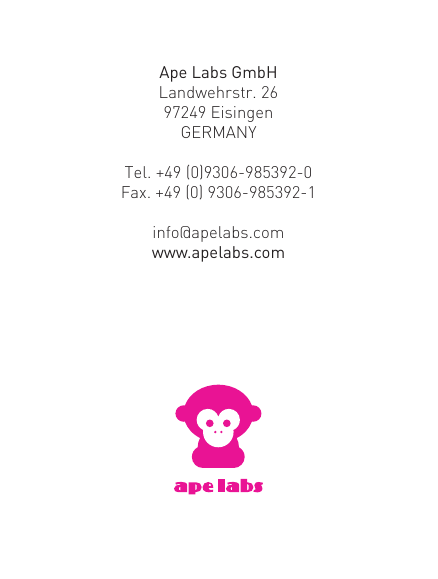 Ape Labs GmbH
Landwehrstr. 26
97249 Eisingen
GERMANY
Tel. +49 (0)9306-985392-0
Fax. +49 (0) 9306-985392-1
info@apelabs.com
www.apelabs.com
ape labs